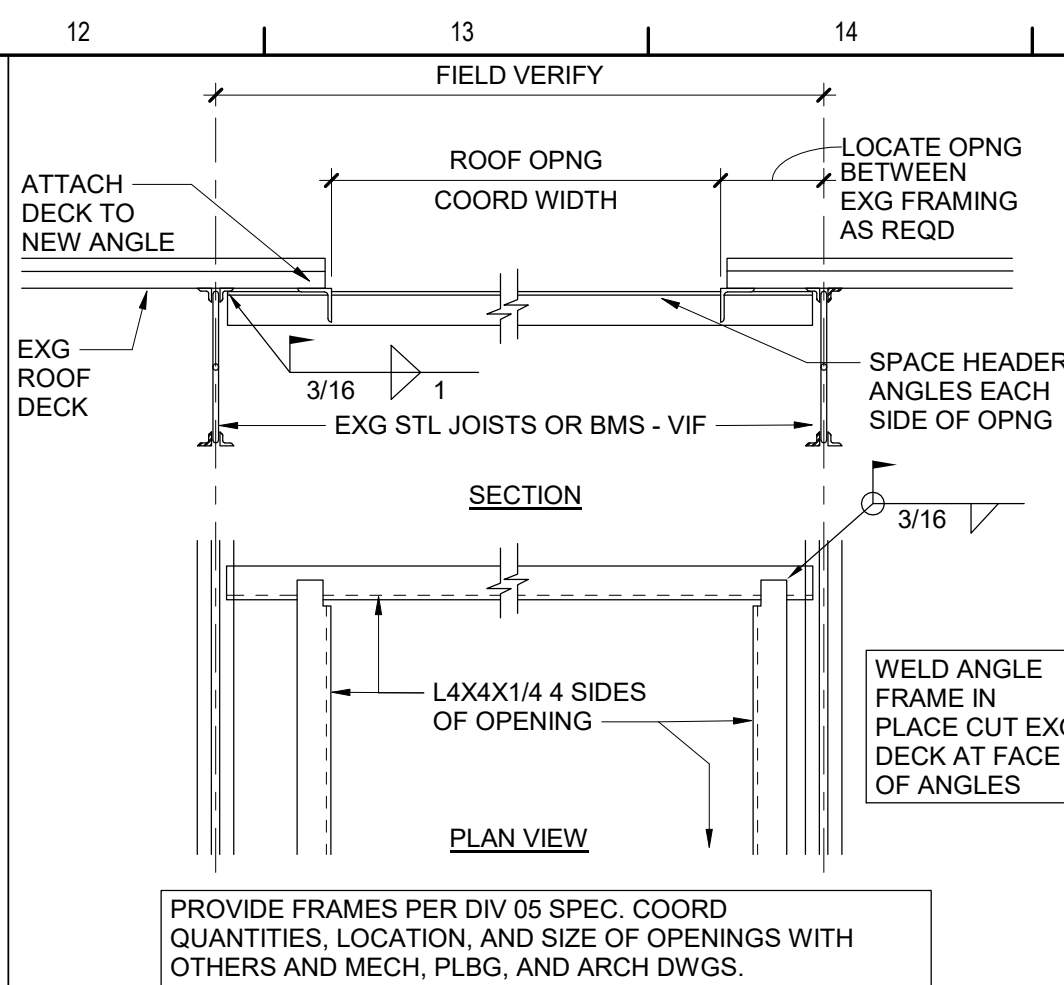 12
13
14
FIELD VERIFY
ROOF OPNG
COORD WIDTH
LOCATE OPNG
BETWEEN
EXG FRAMING
AS REQD
ATTACH
DECK TO
NEW ANGLE
EXG
ROOF
DECK
3/16
1
SPACE HEADER
ANGLES EACH
SIDE OF OPNG
EXG STL JOISTS OR BMS - VIF
SECTION
3/16
L4X4X1/4 4 SIDES
OF OPENING
WELD ANGLE
FRAME IN
PLACE CUT EXG
DECK AT FACE
OF ANGLES
PLAN VIEW
PROVIDE FRAMES PER DIV 05 SPEC. COORD
QUANTITIES, LOCATION, AND SIZE OF OPENINGS WITH
OTHERS AND MECH, PLBG, AND ARCH DWGS.